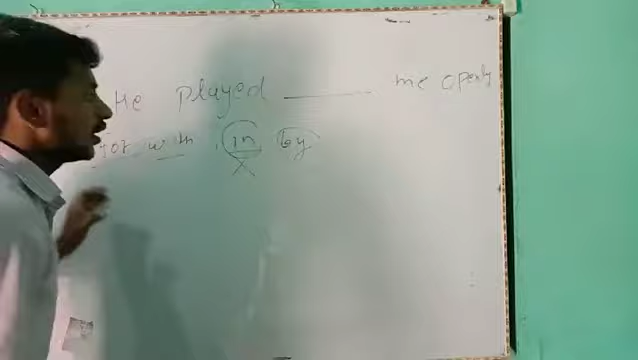 He played ______ me openly
for with , in by